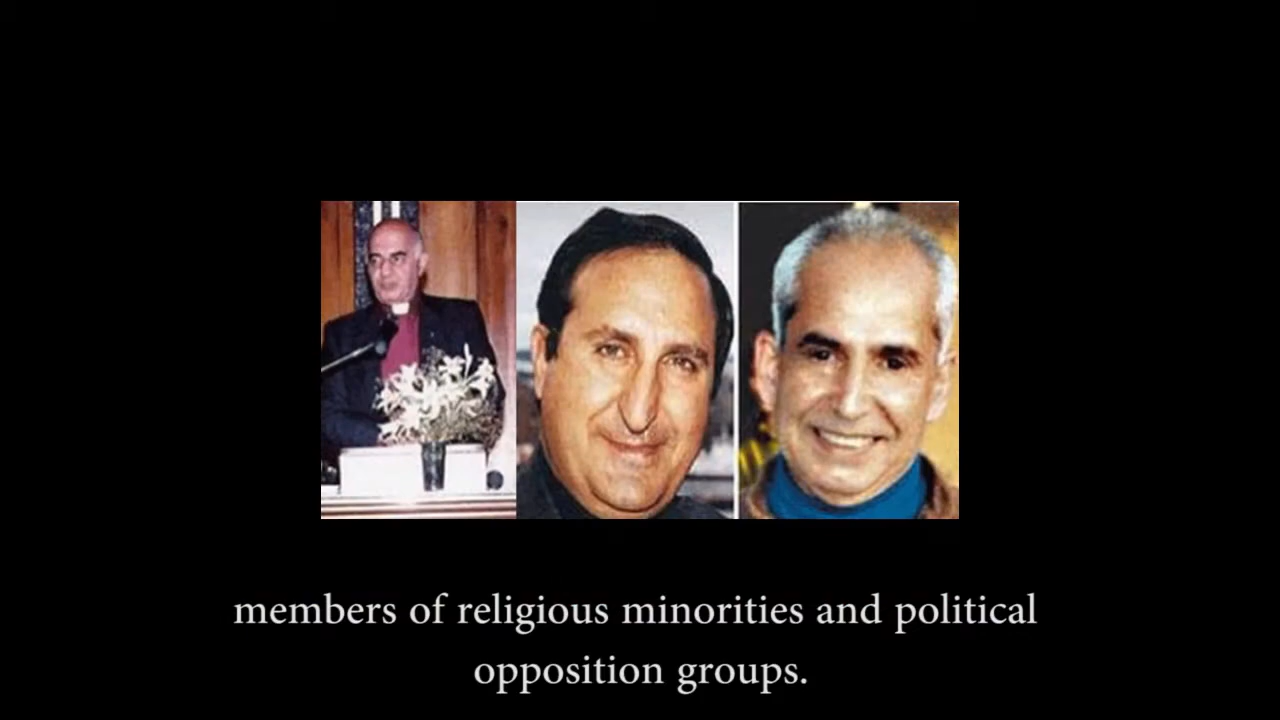 members of religious minorities and political
opposition groups.